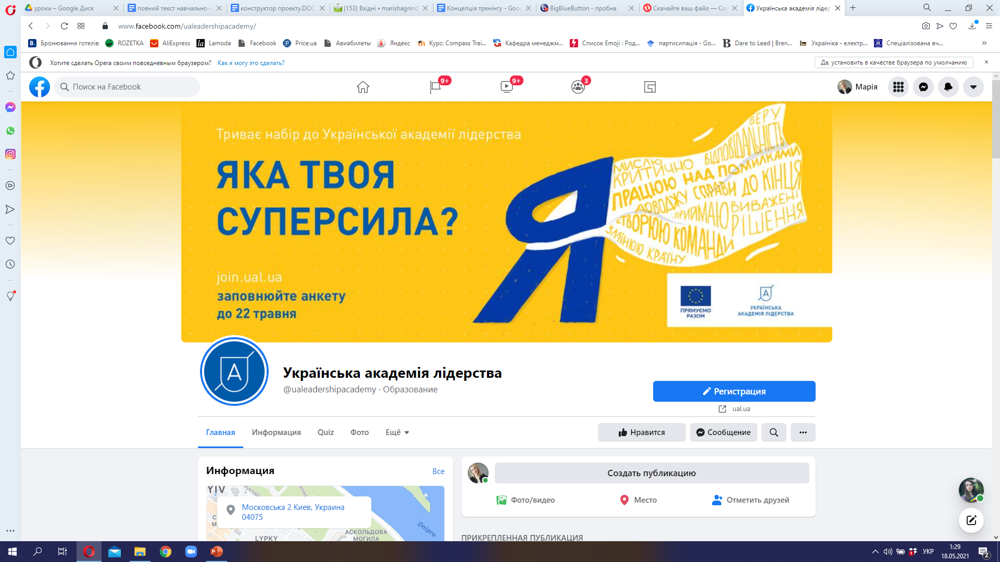 уроки – Google Диск
повний текст навчально-м
конструктор проекту.DOC
(153) Вхідні • marishagrin@
Концепція тренінгу - Goog
BigBlueButton - пробна
Скачайте ваш файл — Con
Українська академія лідер
www.facebook.com/ualeadershipacademy/
Бронювання готелів
ROZETKA
AliExpress
Lamoda
Facebook
Price.ua
Авиабилеты
Яндекс
Курс: Compass Trai...
Кафедра менеджм...
Список Emoji : Род...
партисипація - Go...
Dare to Lead | Bren...
Україніка - електр...
Спеціалізована вч...
Хотите сделать Opera своим повседневным браузером? Как я могу это сделать?
Да, установить в качестве браузера по умолчанию
Поиск на Facebook
9+
9+
3
Марія
Триває набір до Української академії лідерства
ЯКА ТВОЯ
СУПЕРСИЛА?
join.ual.ua
заповнюйте анкету
до 22 травня
Я
БЕРУ
ВІДПОВІДАЛЬНІСТЬ
МИСЛЮ
КРИТИЧНО
ПРАЦЮЮ НАД ПОМИЛКАМИ
ДОВОДЖУ СПРАВИ ДО КІНЦЯ
ПРИЙМАЮ ВИВАЖЕНІ
РІШЕННЯ
СТВОРЮЮ КОМАНДИ
ЗМІНЮЮ КРАЇНУ
ПРЯМУЄМО
РАЗОМ
УКРАЇНСЬКА
АКАДЕМІЯ ЛІДЕРСТВА
А
Українська академія лідерства
@ualeadershipacademy · Образование
Регистрация
ual.ua
Главная
Информация
Quiz
Фото
Ещё
Нравится
Сообщение
Информация
Все
YIV
Московська 2 Киев, Украина
04075
LYPKY
АСКОЛЬДОВА
МОГИЛА
Dnipro
Создать публикацию
Фото/видео
Место
Отметить друзей
ПРИКРЕПЛЕННАЯ ПУБЛИКАЦИЯ
УКР
1:29
18.05.2021
2